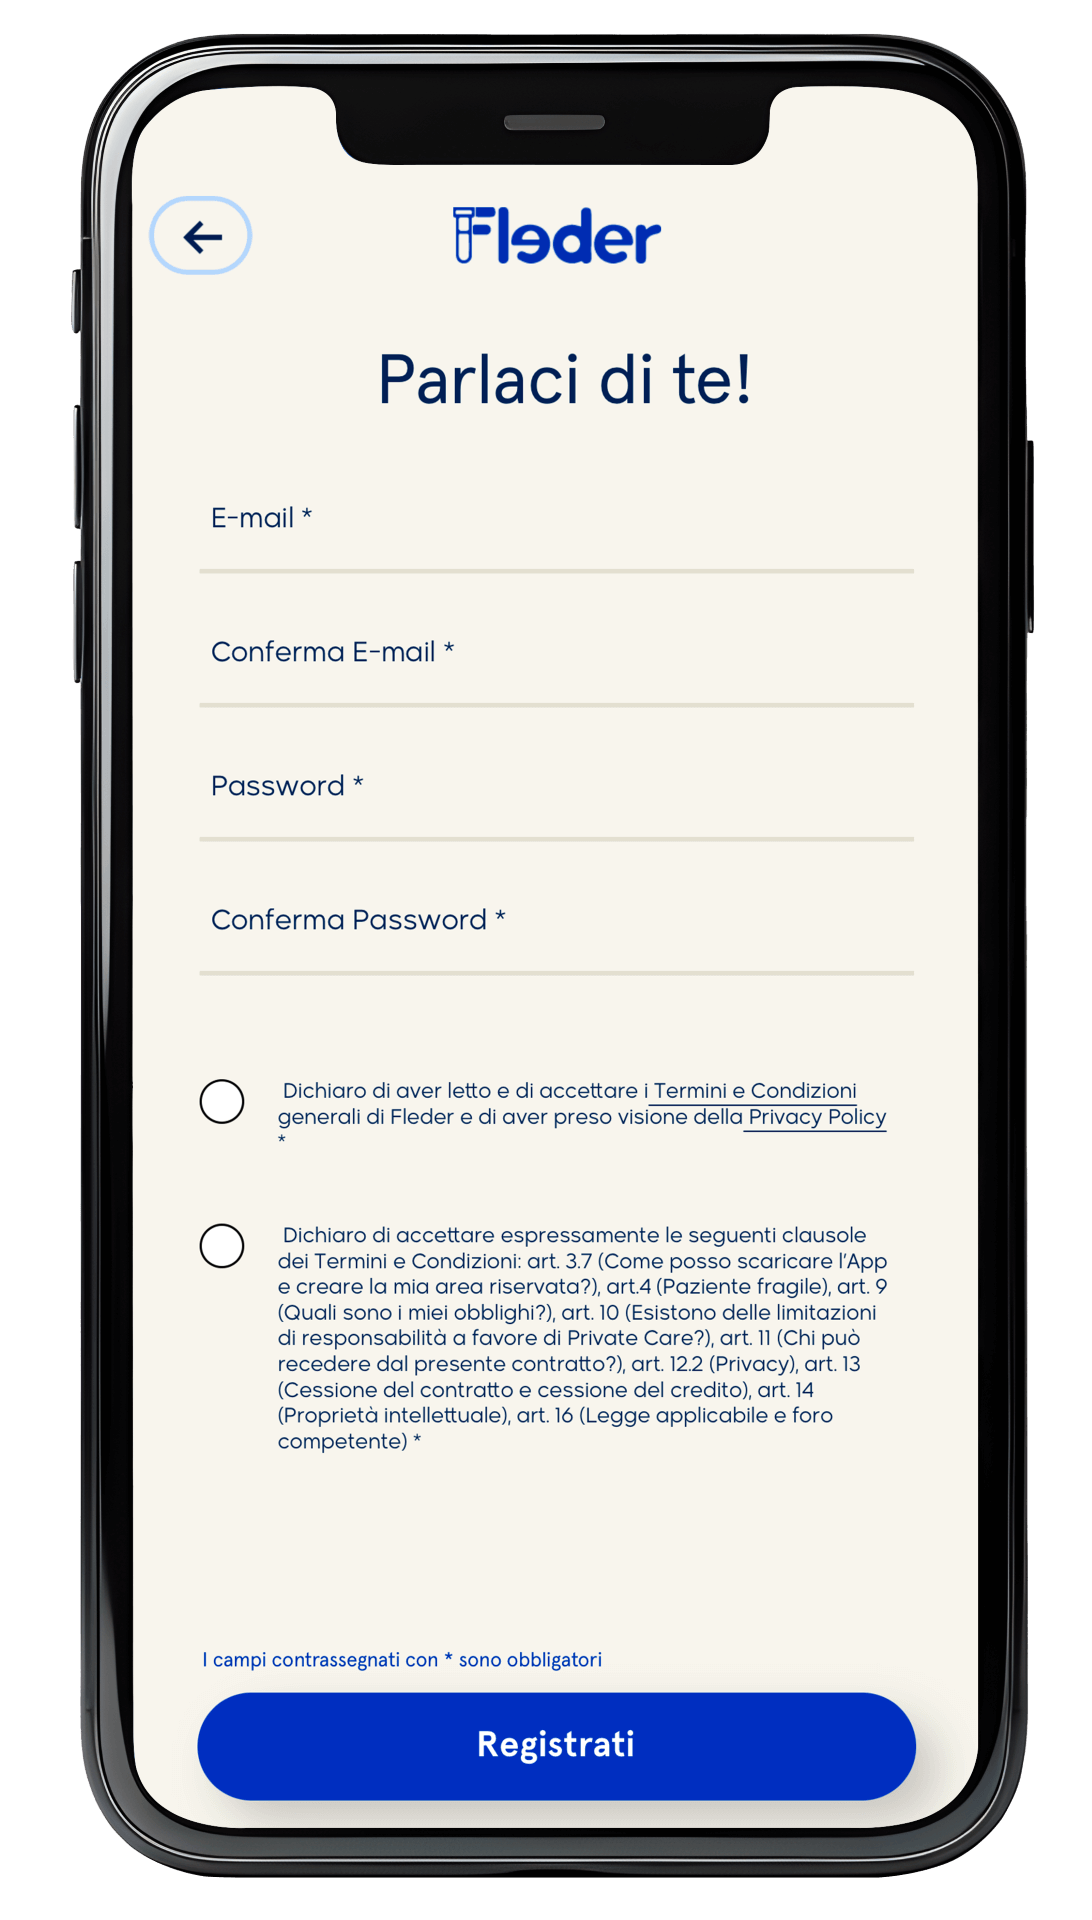 Fleder
Parlaci di te!
E-mail *
Conferma E-mail *
Password *
Conferma Password *
Dichiaro di aver letto e di accettare i Termini e Condizioni
generali di Fleder e di aver preso visione della Privacy Policy
*
Dichiaro di accettare espressamente le seguenti clausole
dei Termini e Condizioni: art. 3.7 (Come posso scaricare l'App
e creare la mia area riservata?), art.4 (Paziente fragile), art. 9
(Quali sono i miei obblighi?), art. 10 (Esistono delle limitazioni
di responsabilità a favore di Private Care?), art. 11 (Chi può
recedere dal presente contratto?), art. 12.2 (Privacy), art. 13
(Cessione del contratto e cessione del credito), art. 14
(Proprietà intellettuale), art. 16 (Legge applicabile e foro
competente) *
I campi contrassegnati con * sono obbligatori
Registrati